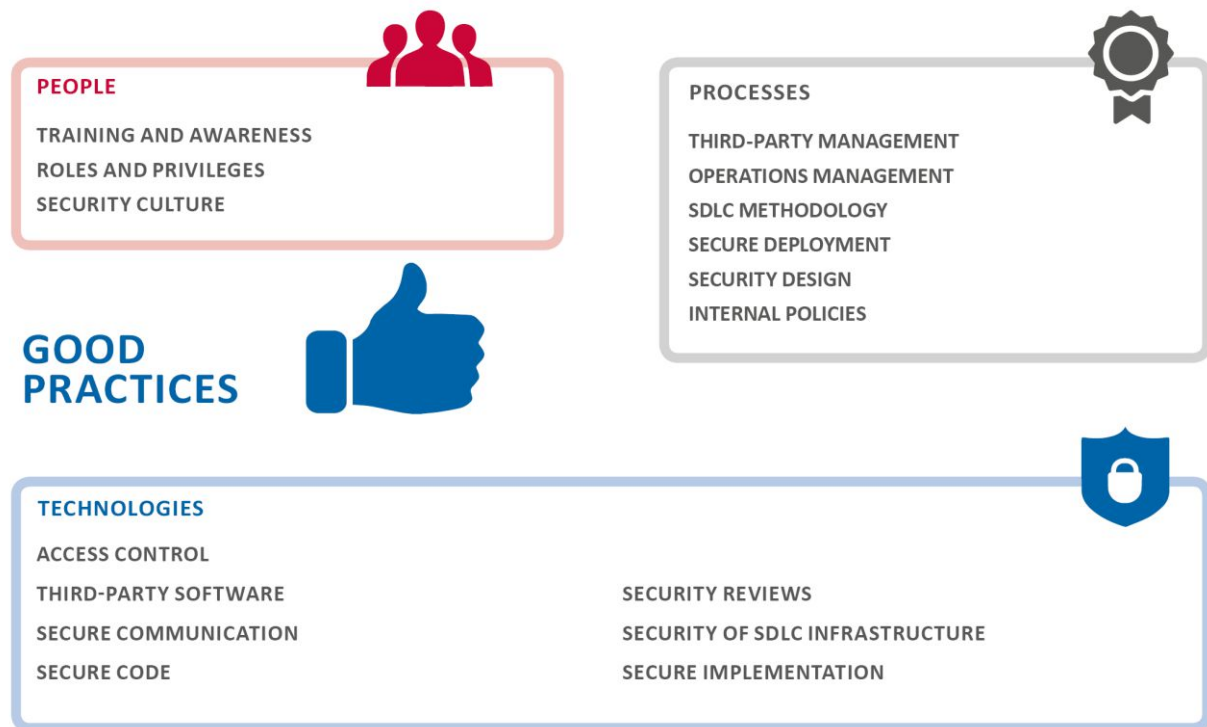 PEOPLE
TRAINING AND AWARENESS
ROLES AND PRIVILEGES
SECURITY CULTURE
PROCESSES
THIRD-PARTY MANAGEMENT
OPERATIONS MANAGEMENT
SDLC METHODOLOGY
SECURE DEPLOYMENT
SECURITY DESIGN
INTERNAL POLICIES
GOOD
PRACTICES
TECHNOLOGIES
ACCESS CONTROL
THIRD-PARTY SOFTWARE
SECURE COMMUNICATION
SECURE CODE
SECURITY REVIEWS
SECURITY OF SDLC INFRASTRUCTURE
SECURE IMPLEMENTATION